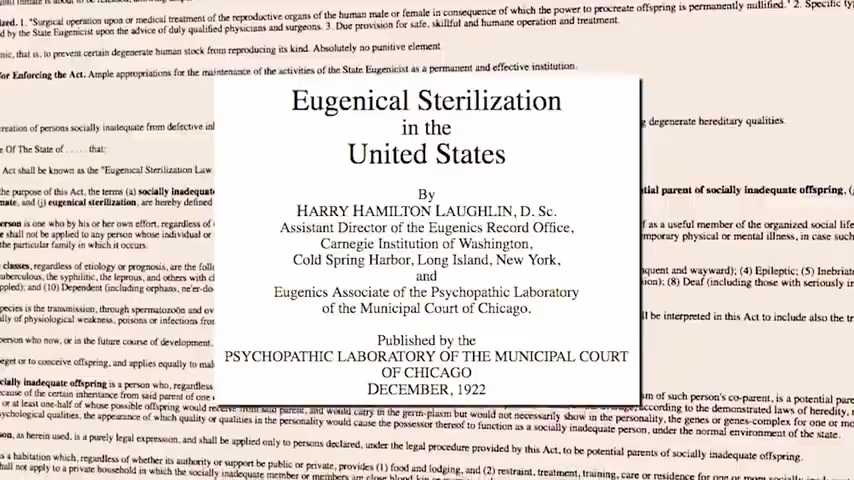 ized. 1. "Surgical operation upon or medical treatment of the reproductive organs of the human male or female in consequence of which the power to procreate offspring is permanently nullified." 2. Specific
d by the State Eugenicist upon the advice of duly qualified physicians and surgeons. 3. Due provision for safe, skillful and humane operation and treatment.
nic, that is, to prevent certain degenerate human stock from reproducing its kind. Absolutely no punitive element
for Enforcing the Act. Ample appropriations for the maintenance of the activities of the State Eugenicist as a permanent and effective institution.
Eugenical Sterilization
in the
United States
By
HARRY HAMILTON LAUGHLIN, D. Sc.
Assistant Director of the Eugenics Record Office,
Carnegie Institution of Washington,
Cold Spring Harbor, Long Island, New York,
and
Eugenics Associate of the Psychopathic Laboratory
of the Municipal Court of Chicago.
Published by the
PSYCHOPATHIC LABORATORY OF THE MUNICIPAL COURT
OF CHICAGO
DECEMBER, 1922
reation of persons socially inadequate from defective
degenerate hereditary qualities.
Of The State of ..... that:
Act shall be known as the "Eugenical Sterilization Law
the purpose of this Act, the terms (a) socially
tial parent of socially inadequate offspring,
mate, and (j) eugenical sterilization, are hereby defined
erson is one who by his or her own effort, regardless of
f as a useful member of the organized social life
e shall not be applied to any person whose individual or
mporary physical or mental illness, in case such
the particular family in which it occurs.
classes, regardless of etiology or prognosis, are the
quent and wayward); (4) Epileptic; (5)
uberculous, the syphilitic, the leprous, and others with
ion); (8) Deaf (including those with seriously
ppled); and (10) Dependent (including orphans,
pecies is the transmission, through spermatozoön and
ll be interpreted in this Act to include also the
lly of physiological weakness, poisons or infections
erson who now, or in the future course of development,
eget or to conceive offspring, and applies equally to
cially inadequate offspring is a person who, regardless
sm of such person's co-parent, is a potential
cause of the certain inheritance from said parent of one
according to the demonstrated laws of heredity,
or at least one-half of whose possible offspring would receive from said parent, and would carry in the germ-plasm but would not necessarily show in the personality, the genes or genes-complex for one or
sychological qualities, the appearance of which quality or qualities in the personality would cause the possessor thereof to function as a socially inadequate person, under the normal environment of the state.
on, as herein used, is a purely legal expression, and shall be applied only to persons declared, under the legal procedure provided by this Act, to be potential parents of socially inadequate offspring.
s a habitation which, regardless of whether its authority or support be public or private, provides (1) food and lodging, and (2) restraint, treatment, training, care or residence for one or more
hall not apply to a private household in which the socially inadequate member or members are close blood kin